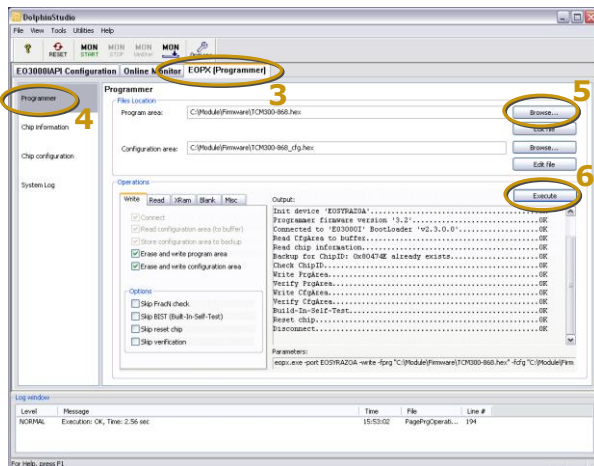 DolphinStudio
File View Tools Utilities Help
RESET
MON START
MON STOP
MON
MON
EO3000IAPI Configuration
Online Monitor
EOPX (Programmer)
3
Programmer
4
Chip information
Chip configuration
System Log
Programmer
Files Location
5
Program area:
C:\Module\Firmware\TCM300-868.hex
Browse...
Edit file
Configuration area:
C:\Module\Firmware\TCM300-868_cfg.hex
Browse...
Edit file
6
Operations
Execute
Write Read XRam Blank Misc
Connect
Read configuration area (to buffer)
Store configuration area to backup
Erase and write program area
Erase and write configuration area
Options
Skip FracN check
Skip BIST (Built-In-Self-Test)
Skip reset chip
Skip verification
Output:
Init device 'EOSYRAZOA'...OK
Programer firmware version '3.2'...OK
Connected to 'EO3000I' BootLoader 'v2.3.0.0'...OK
Read CfgArea to buffer...OK
Read chip information...OK
Backup for ChipID: 0x80474E already exists...OK
Check ChipID...OK
Write PrgArea...OK
Verify PrgArea...OK
Write CfgArea...OK
Verify CfgArea...OK
Build-In-Self-Test...OK
Reset chip...OK
Disconnect...OK
Parameters:
eopx.exe -port EOSYRAZOA -write -fprg "C:\Module\Firmware\TCM300-868.hex" -fcfg "C:\Module\Firm
Log window
Level Message Time File Line #
NORMAL Execution: OK, Time: 2.56 sec 15:53:02 PagePrgOperati... 194
For Help, press F1